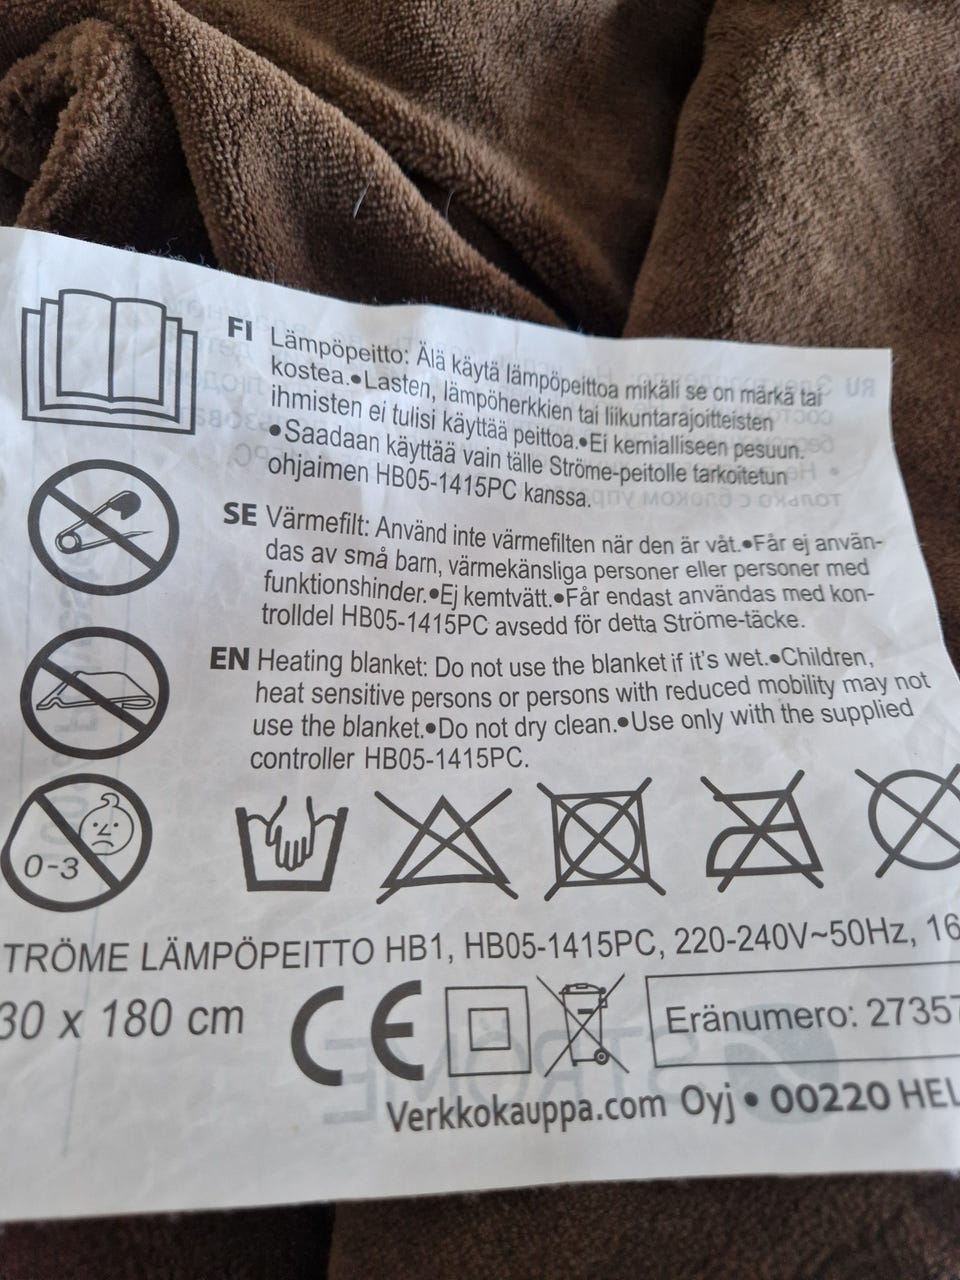 FI Lämpöpeitto: Älä käytä lämpöpeittoa mikäli se on märkä tai
kostea.•Lasten, lämpöherkkien tai liikuntarajoitteisten
ihmisten ei tulisi käyttää peittoa.•Ei kemialliseen pesuun.
•Saadaan käyttää vain tälle Ströme-peitolle tarkoitetun
ohjaimen HB05-1415PC kanssa.
SE Värmefilt: Använd inte värmefilten när den är våt.•Får ej använ-
das av små barn, värmekänsliga personer eller personer med
funktionshinder.•Ej kemtvätt.•Får endast användas med kon-
trolldel HB05-1415PC avsedd för detta Ströme-täcke.
EN Heating blanket: Do not use the blanket if it's wet.•Children,
heat sensitive persons or persons with reduced mobility may not
use the blanket.•Do not dry clean.•Use only with the supplied
controller HB05-1415PC.
0-3
TRÖME LÄMPÖPEITTO HB1, HB05-1415PC, 220-240V~50Hz, 16
30 x 180 cm
CE
Eränumero: 27357
Verkkokauppa.com Oyj • 00220 HEL